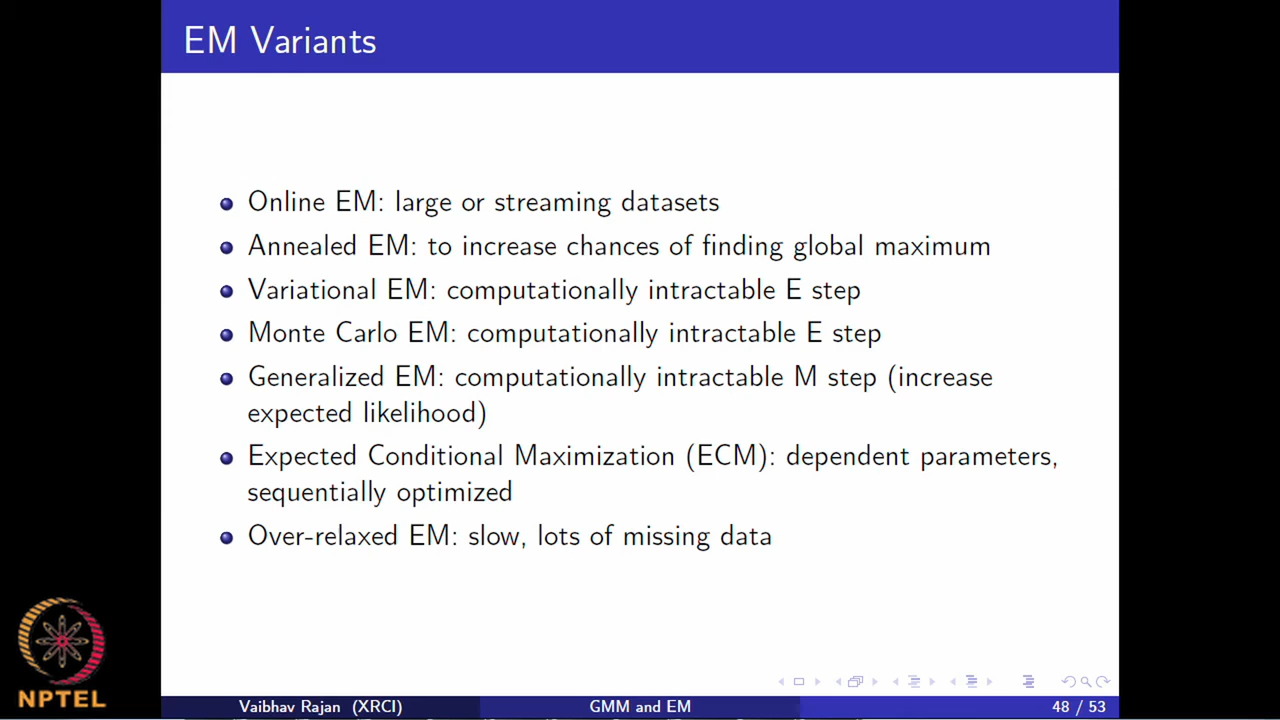 EM Variants
Online EM: large or streaming datasets
Annealed EM: to increase chances of finding global maximum
Variational EM: computationally intractable E step
Monte Carlo EM: computationally intractable E step
Generalized EM: computationally intractable M step (increase
expected likelihood)
Expected Conditional Maximization (ECM): dependent parameters,
sequentially optimized
Over-relaxed EM: slow, lots of missing data
NPTEL
Vaibhav Rajan (XRCI) GMM and EM 48 / 53